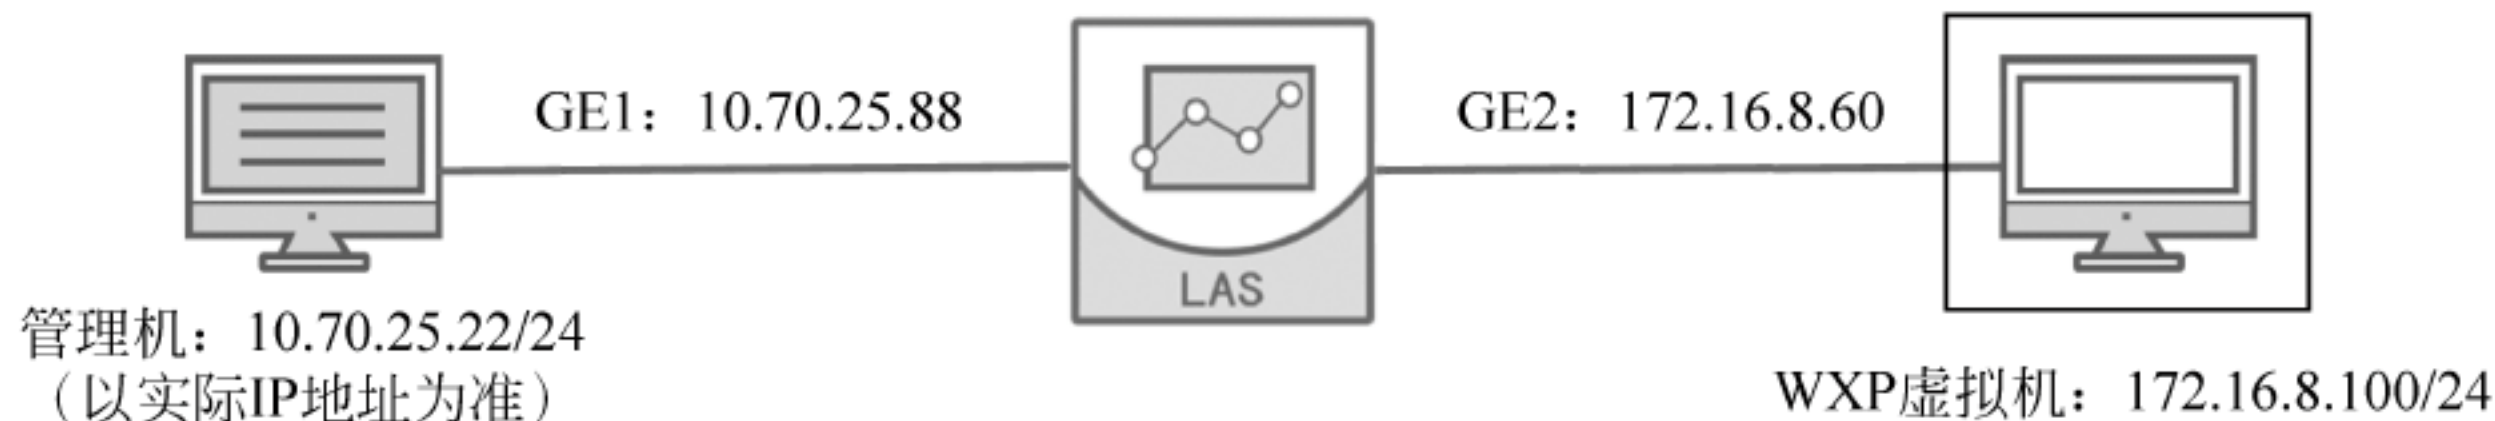 GE1：10.70.25.88
GE2：172.16.8.60
LAS
管理机：10.70.25.22/24
（以实际IP地址为准）
WXP虚拟机：172.16.8.100/24